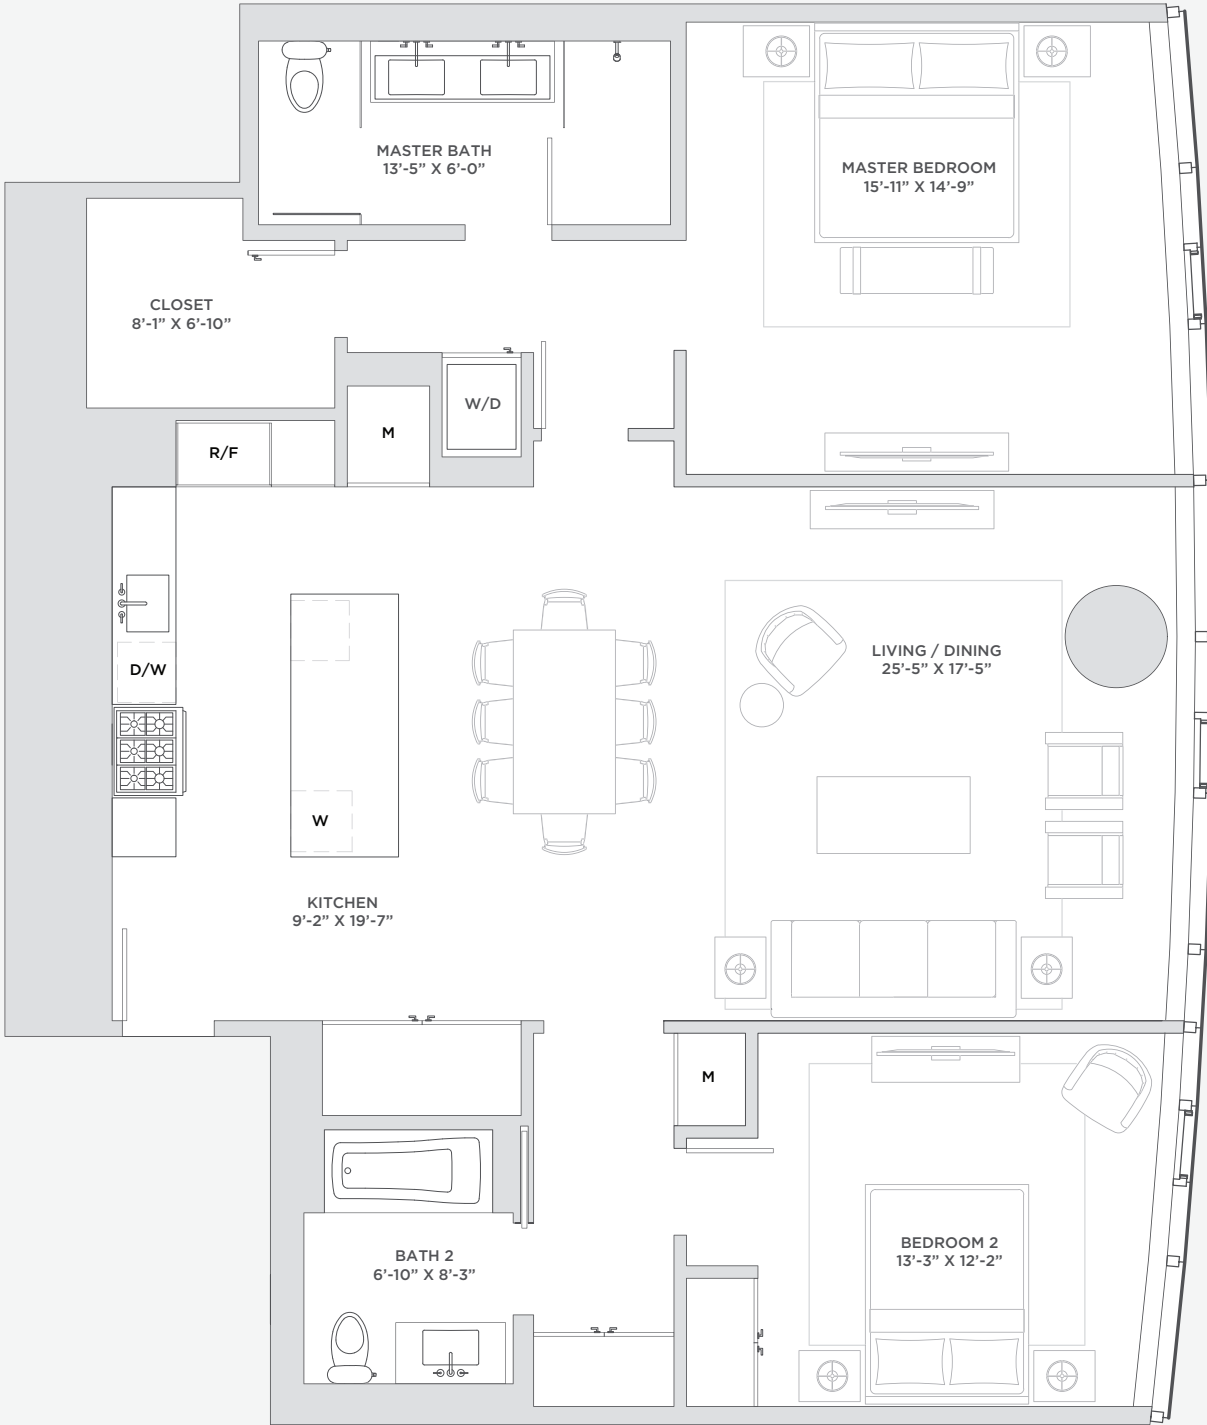 MASTER BATH
13'-5” X 6'-0”
MASTER BEDROOM
15'-11” X 14'-9”
CLOSET
8'-1” X 6'-10”
W/D
M
R/F
D/W
LIVING / DINING
25'-5” X 17'-5”
W
KITCHEN
9'-2” X 19'-7”
M
BATH 2
6'-10” X 8'-3”
BEDROOM 2
13'-3” X 12'-2”